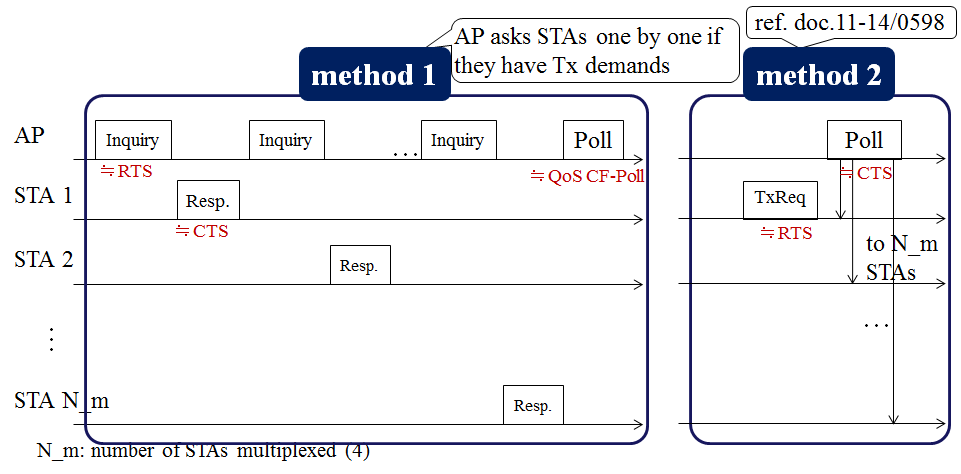 ref. doc.11-14/0598
AP asks STAs one by one if
they have Tx demands
method 1
method 2
AP
Inquiry
Inquiry
...
Inquiry
Poll
Poll
≒RTS
≒QoS CF-Poll
≒CTS
STA 1
Resp.
TxReq
≒CTS
≒RTS
STA 2
Resp.
to N_m
STAs
⋮
...
STA N_m
Resp.
N_m: number of STAs multiplexed (4)